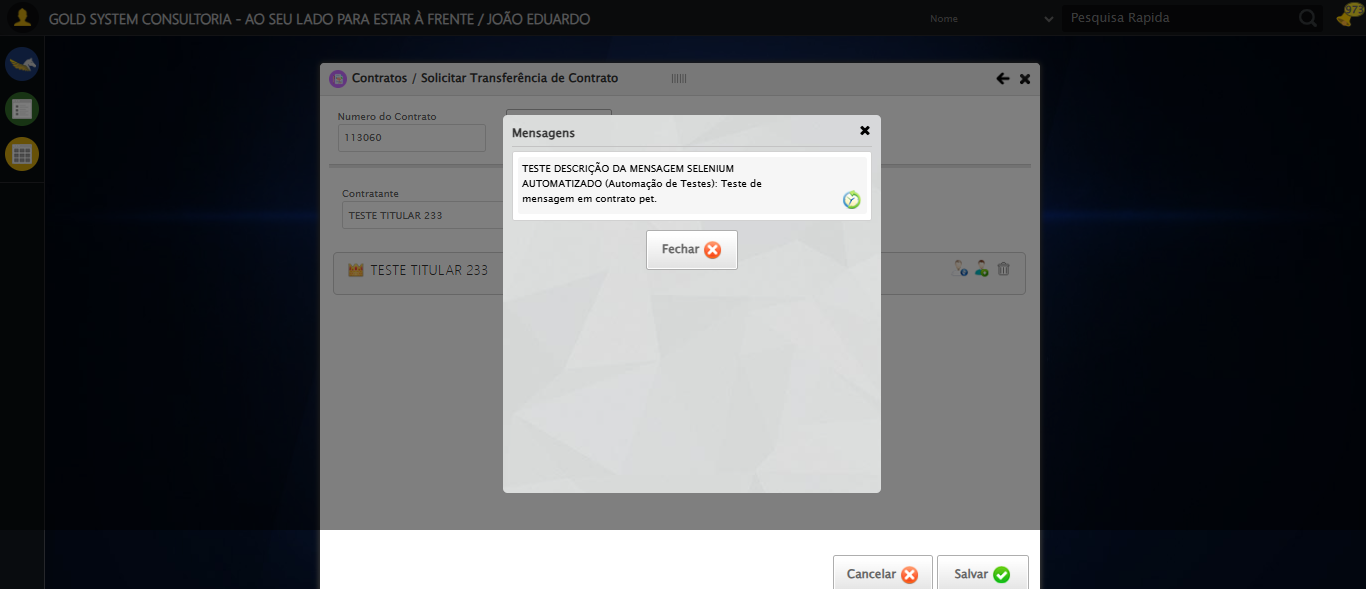 GOLD SYSTEM CONSULTORIA - AO SEU LADO PARA ESTAR À FRENTE / JOÃO EDUARDO
Nome
Pesquisa Rapida
973
Contratos / Solicitar Transferência de Contrato
Numero do Contrato
113060
Mensagens
TESTE DESCRIÇÃO DA MENSAGEM SELENIUM
AUTOMATIZADO (Automação de Testes): Teste de
mensagem em contrato pet.
Fechar
Contratante
TESTE TITULAR 233
TESTE TITULAR 233
Cancelar
Salvar